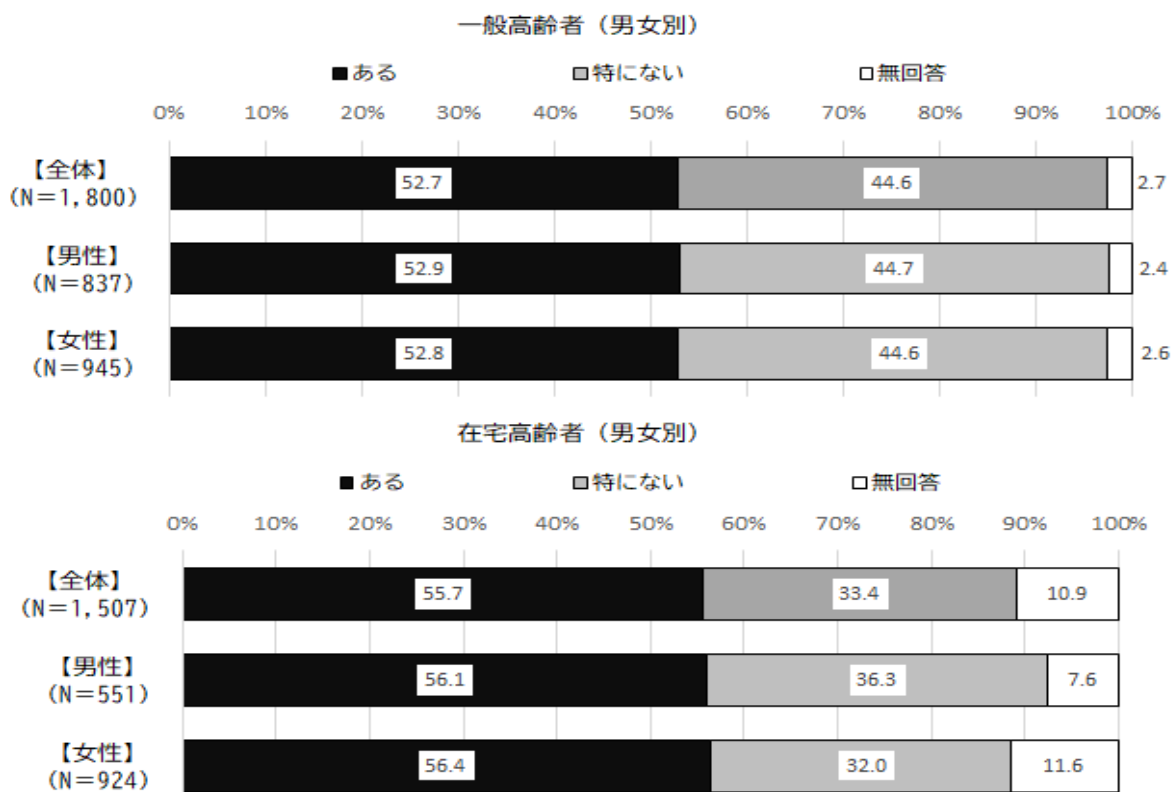 一般高齢者（男女別）
■ある ■特にない □無回答
0% 10% 20% 30% 40% 50% 60% 70% 80% 90% 100%
【全体】
(N＝1,800)
52.7 44.6 2.7
【男性】
(N＝837)
52.9 44.7 2.4
【女性】
(N＝945)
52.8 44.6 2.6
在宅高齢者（男女別）
■ある ■特にない □無回答
0% 10% 20% 30% 40% 50% 60% 70% 80% 90% 100%
【全体】
(N＝1,507)
55.7 33.4 10.9
【男性】
(N＝551)
56.1 36.3 7.6
【女性】
(N＝924)
56.4 32.0 11.6